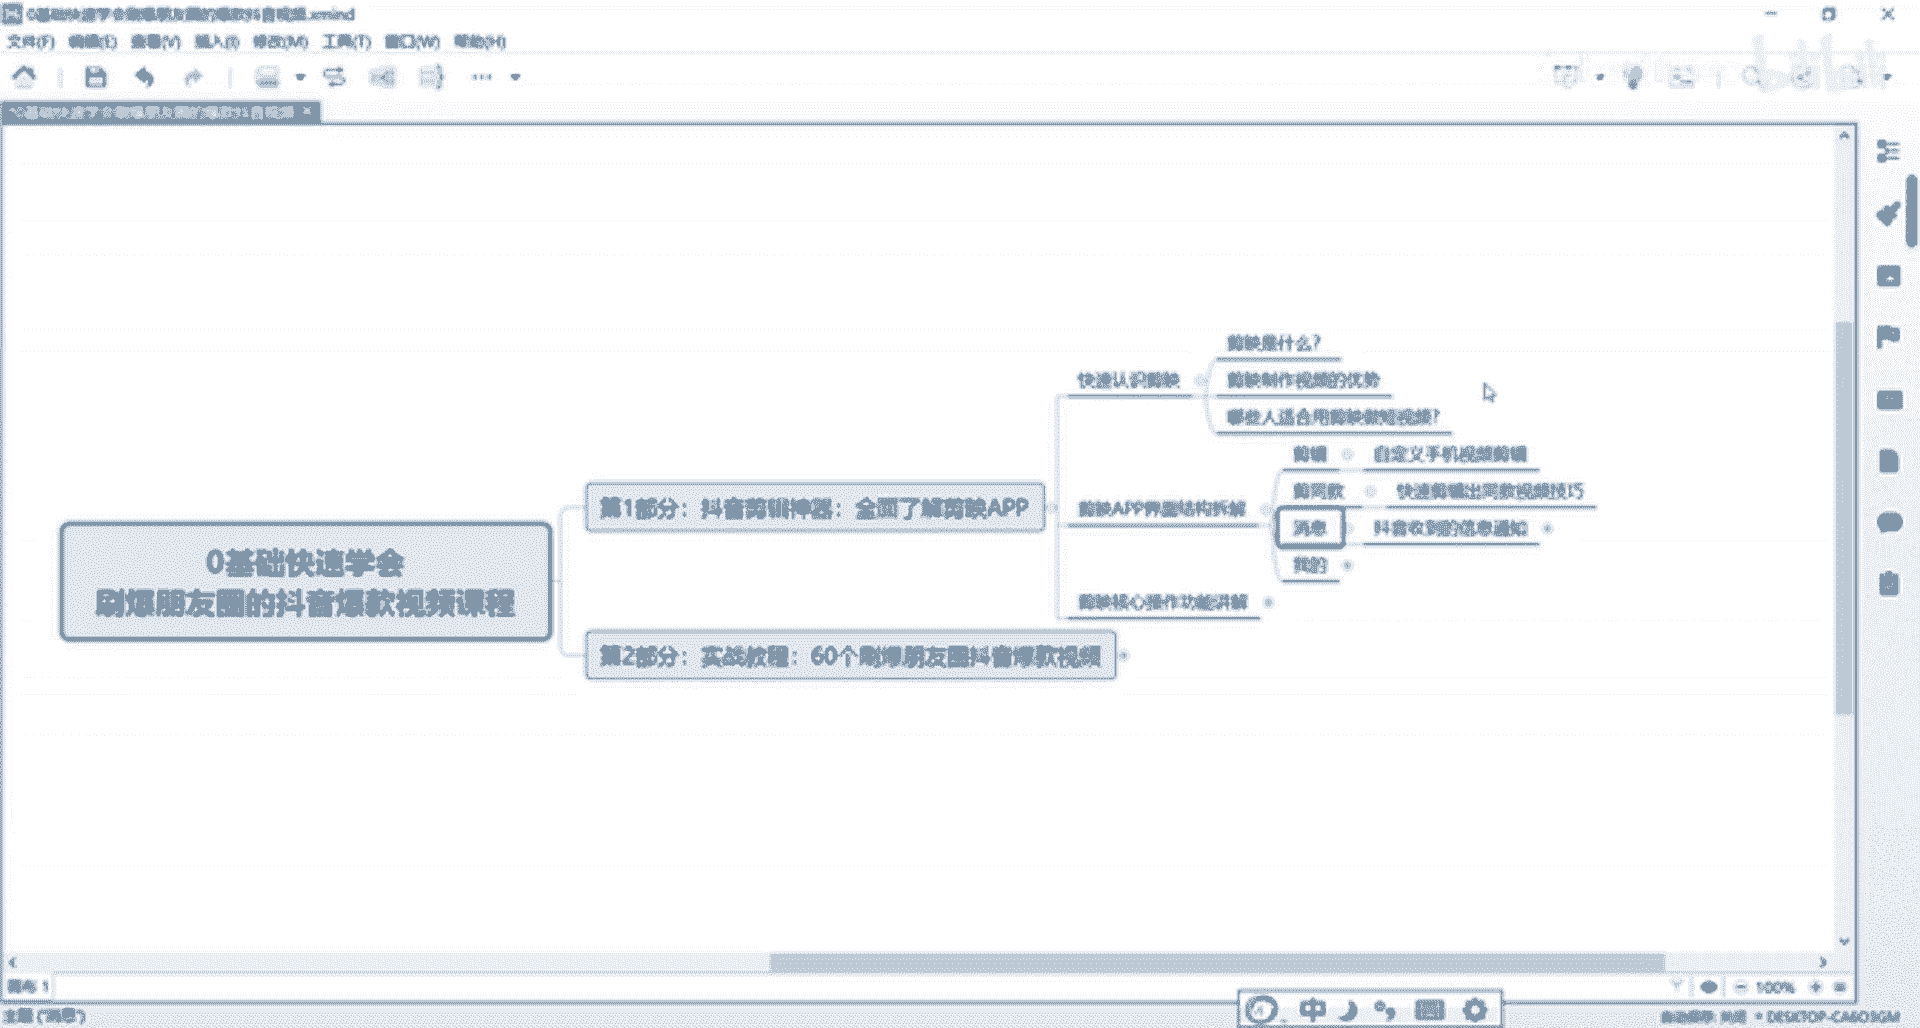 0基础快速学会刷爆朋友圈的爆款抖音视频.xmind
文件(F) 编辑(E) 查看(V) 插入(I) 修改(M) 工具(T) 窗口(W) 帮助(H)
bilibili
剪映是什么?
快速认识剪映
剪映制作视频的优势
哪些人适合用剪映做短视频?
剪辑
自定义手机视频剪辑
第1部分：抖音剪辑神器：全面了解剪映APP
剪映APP界面结构拆解
剪同款
快速剪辑出同款视频技巧
消息
抖音收到的信息通知
我的
0基础快速学会
刷爆朋友圈的抖音爆款视频课程
剪映核心操作功能讲解
第2部分：实战教程：60个刷爆朋友圈抖音爆款视频
画布 1
100%
中
主题 ('消息')
DESKTOP-CA6O3GM